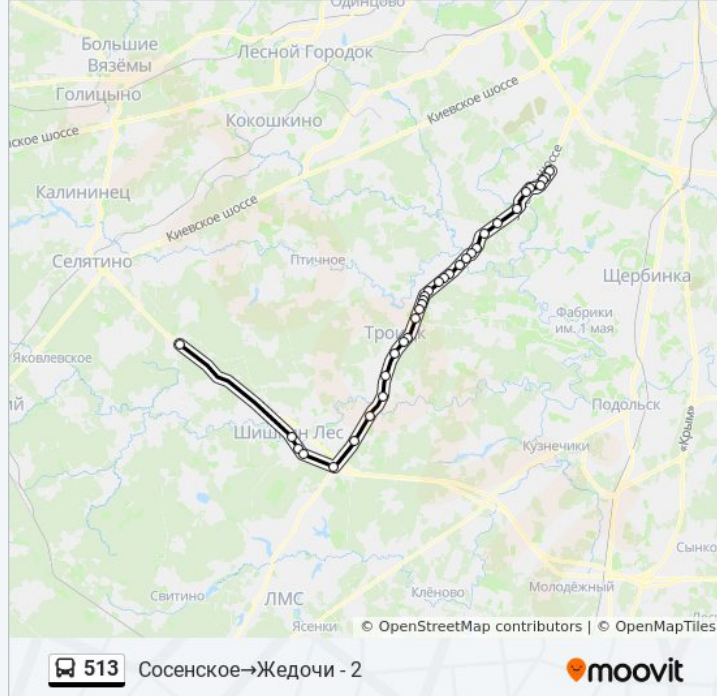 Одинцово
Большие
Вязёмы
Лесной Городок
Голицыно
Киевское шоссе
Кокошкино
ское шоссе
шоссе
Калининец
Киевское шоссе
Селятино
Птичное
Щербинка
Фабрики
им. 1 мая
Троицк
Яковлевское
ий
Подольск
«Крым»
Шишкин Лес
Кузнечики
Сынко
Молодёжный
Свитино
ЛМС
Клёново
Ясенки
© OpenStreetMap contributors | © OpenMapTiles
513 Сосенское→Жедочи - 2
moovit